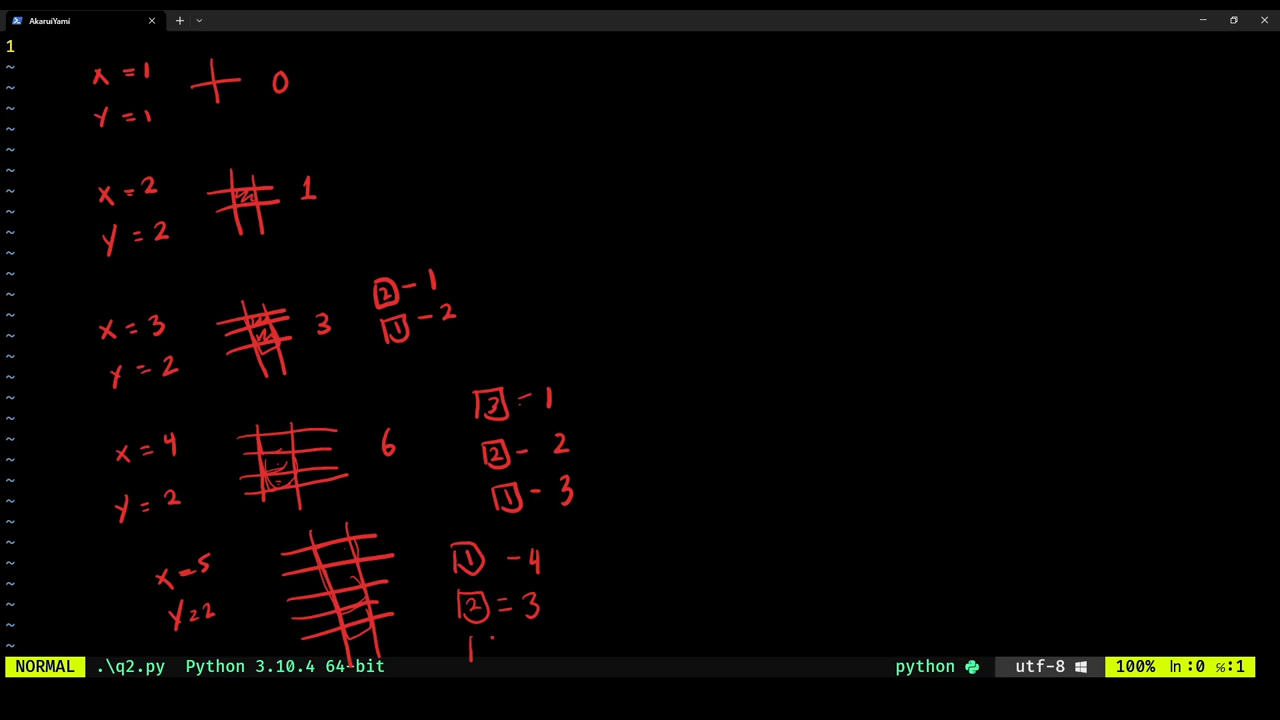 AkaruiYami
1
x = 1
0
Y = 1
x = 2
1
y = 2
2 - 1
x = 3
3
1 - 2
Y = 2
3 - 1
x = 4
6
2 - 2
1 - 3
y = 2
x = 5
1 - 4
Y = 2
2 = 3
NORMAL .\q2.py Python 3.10.4 64-bit
python utf-8 100% ln :0 ℅:1